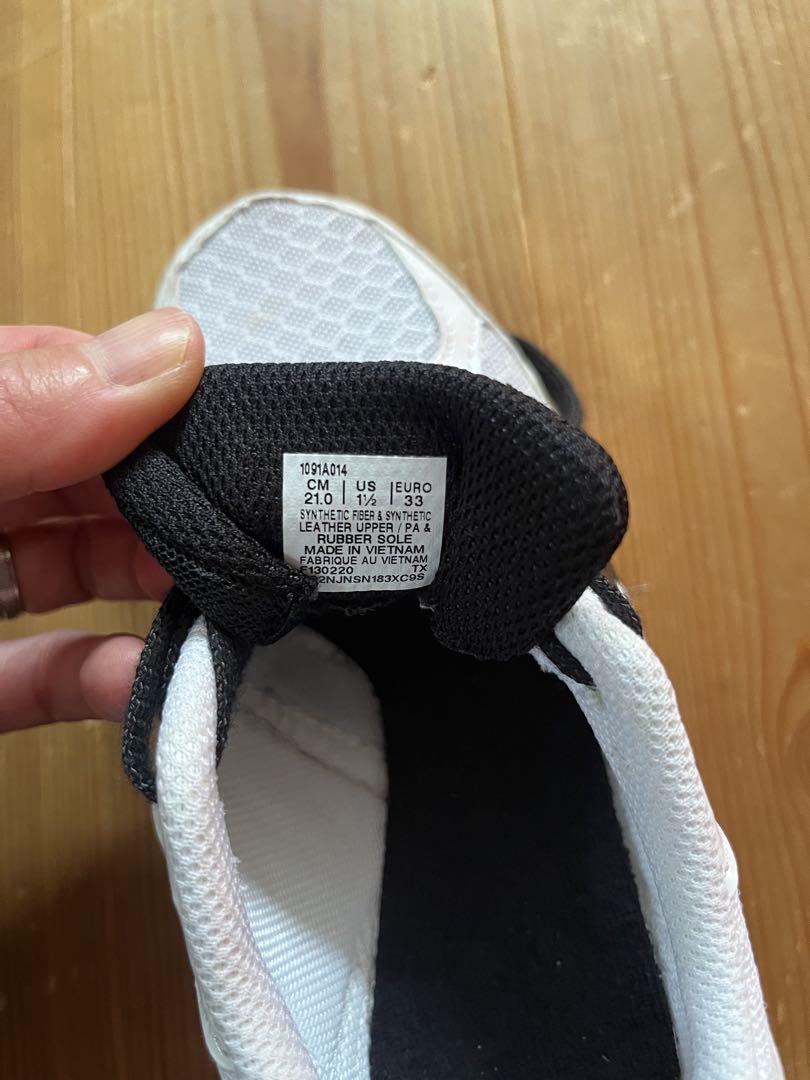 1091A014
CM | US | EURO
21.0 | 1½ | 33
SYNTHETIC FIBER & SYNTHETIC
LEATHER UPPER / PA &
RUBBER SOLE
MADE IN VIETNAM
FABRIQUE AU VIETNAM
F130220 TX